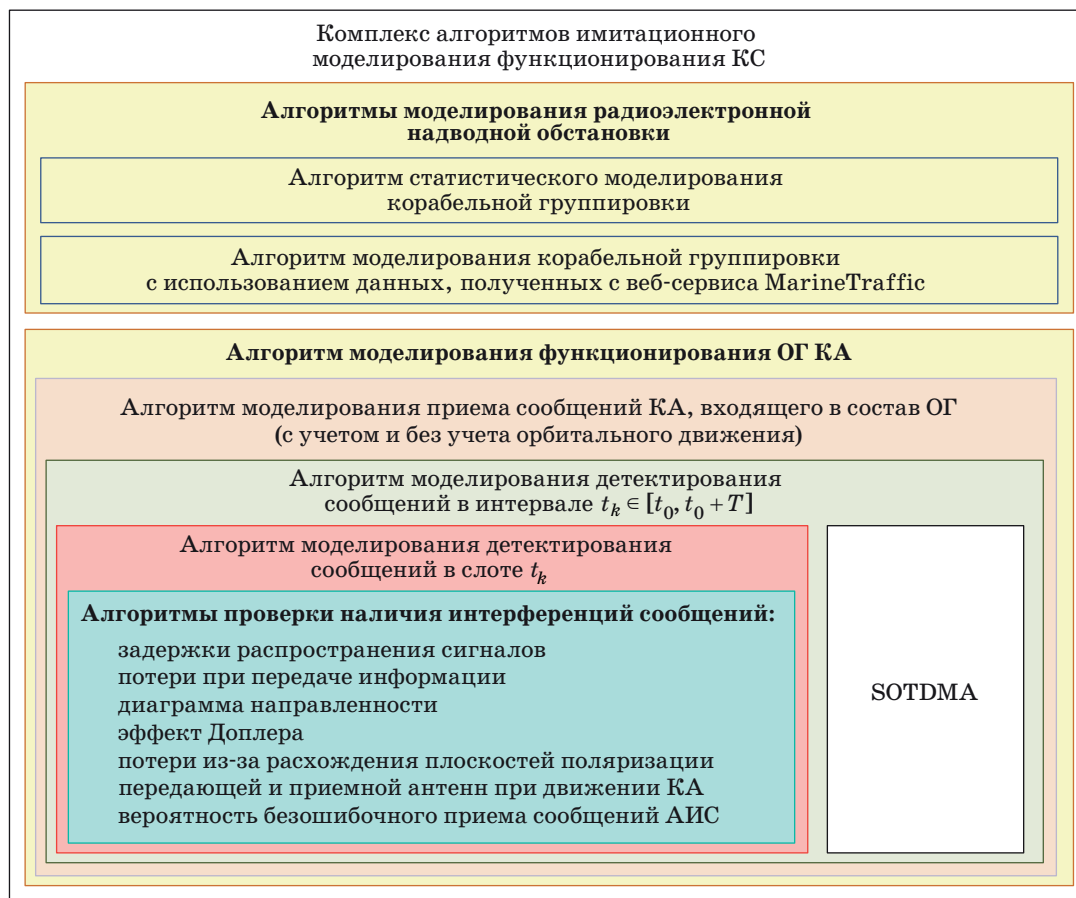 Комплекс алгоритмов имитационного
моделирования функционирования КС
Алгоритмы моделирования радиоэлектронной
надводной обстановки
Алгоритм статистического моделирования
корабельной группировки
Алгоритм моделирования корабельной группировки
с использованием данных, полученных с веб-сервиса MarineTraffic
Алгоритм моделирования функционирования ОГ КА
Алгоритм моделирования приема сообщений КА, входящего в состав ОГ
(с учетом и без учета орбитального движения)
Алгоритм моделирования детектирования
сообщений в интервале t_k ∈ [t_0, t_0 + T]
Алгоритм моделирования детектирования
сообщений в слоте t_k
Алгоритмы проверки наличия интерференций сообщений:
задержки распространения сигналов
потери при передаче информации
диаграмма направленности
эффект Доплера
потери из-за расхождения плоскостей поляризации
передающей и приемной антенн при движении КА
вероятность безошибочного приема сообщений АИС
SOTDMA